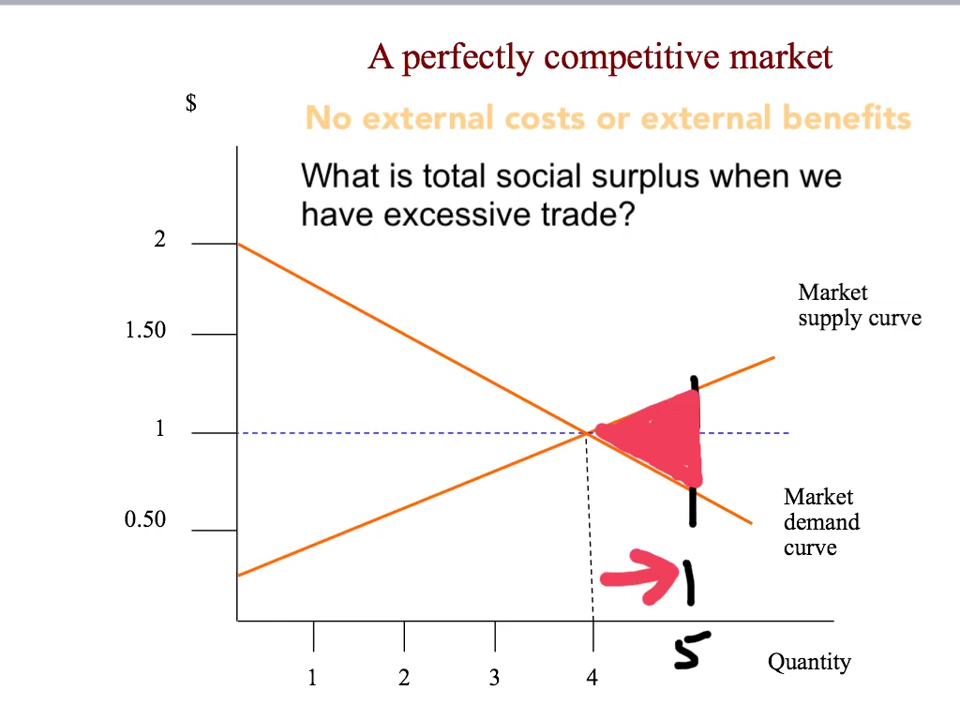 A perfectly competitive market
$
No external costs or external benefits
What is total social surplus when we
have excessive trade?
2
Market
supply curve
1.50
1
Market
demand
curve
0.50
5
Quantity
1
2
3
4